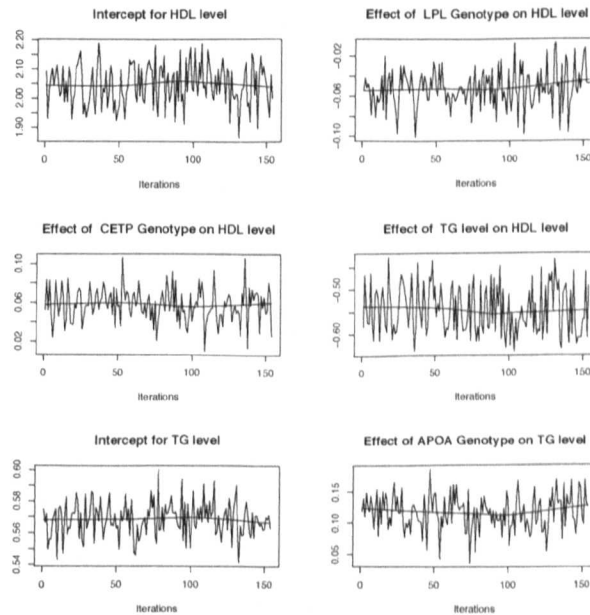 Intercept for HDL level
2.20
2.10
2.00
1.90
0 50 100 150
Iterations
Effect of LPL Genotype on HDL level
−0.02
−0.06
−0.10
0 50 100 150
Iterations
Effect of CETP Genotype on HDL level
0.10
0.06
0.02
0 50 100 150
Iterations
Effect of TG level on HDL level
−0.50
−0.60
0 50 100 150
Iterations
Intercept for TG level
0.60
0.58
0.56
0.54
0 50 100 150
Iterations
Effect of APOA Genotype on TG level
0.15
0.10
0.05
0 50 100 150
Iterations